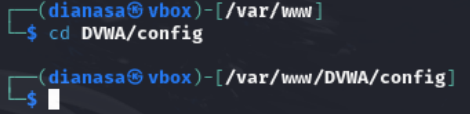 ┌──(dianasa㉿vbox)-[/var/www]
└─$ cd DVWA/config
┌──(dianasa㉿vbox)-[/var/www/DVWA/config]
└─$